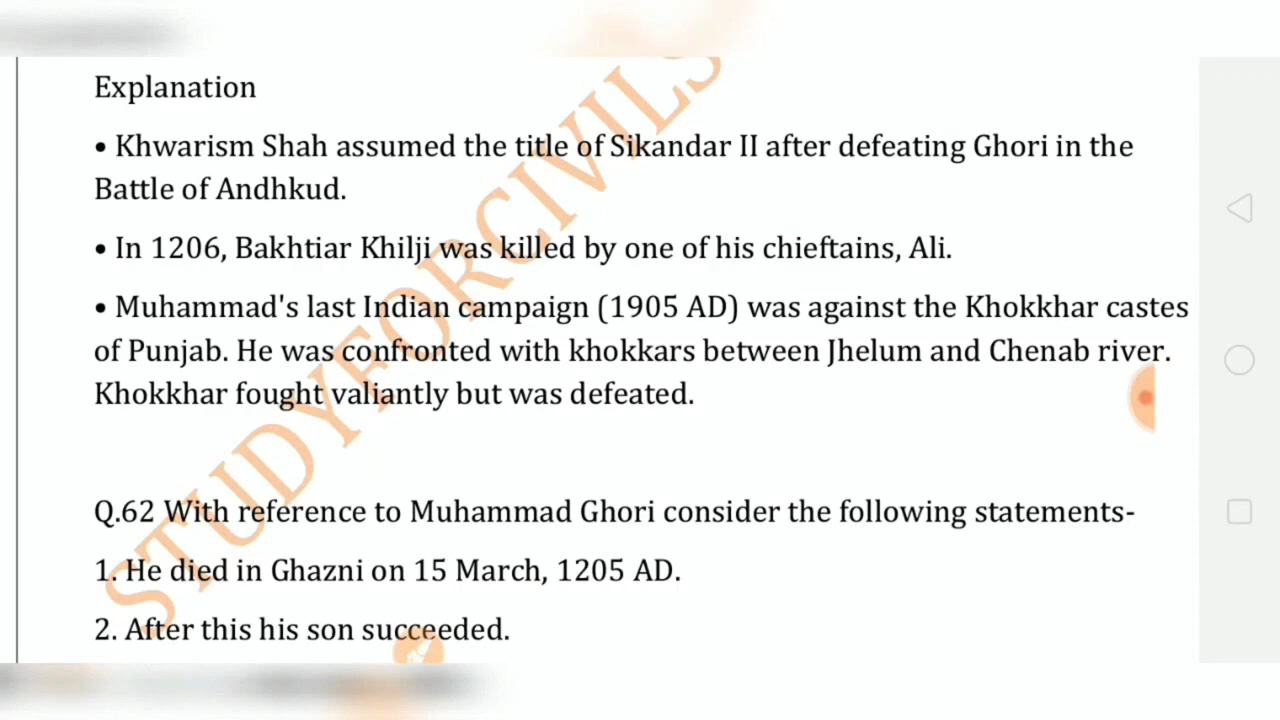 Explanation
• Khwarism Shah assumed the title of Sikandar II after defeating Ghori in the
Battle of Andhkud.
• In 1206, Bakhtiar Khilji was killed by one of his chieftains, Ali.
• Muhammad's last Indian campaign (1905 AD) was against the Khokkhar castes
of Punjab. He was confronted with khokkars between Jhelum and Chenab river.
Khokkhar fought valiantly but was defeated.
Q.62 With reference to Muhammad Ghori consider the following statements-
1. He died in Ghazni on 15 March, 1205 AD.
2. After this his son succeeded.
STUDYFORCIVILS